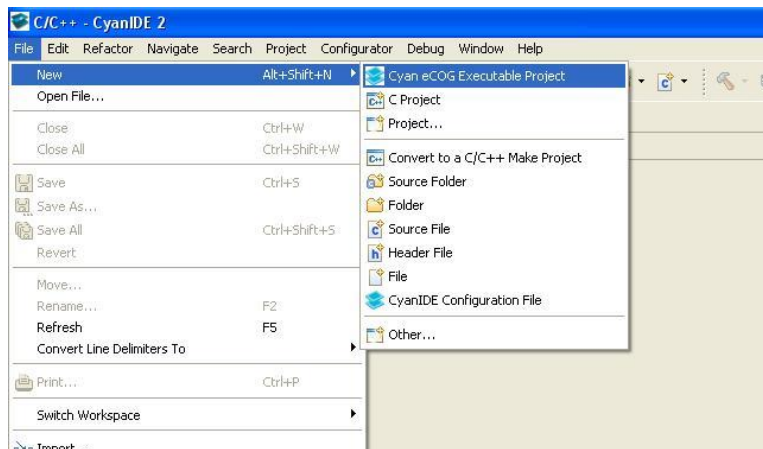 C/C++ - CyanIDE 2
File Edit Refactor Navigate Search Project Configurator Debug Window Help
New Alt+Shift+N
Open File...
Close Ctrl+W
Close All Ctrl+Shift+W
Save Ctrl+S
Save As...
Save All Ctrl+Shift+S
Revert
Move...
Rename... F2
Refresh F5
Convert Line Delimiters To
Print... Ctrl+P
Switch Workspace
Import...
Cyan eCOG Executable Project
C Project
Project...
Convert to a C/C++ Make Project
Source Folder
Folder
Source File
Header File
File
CyanIDE Configuration File
Other...